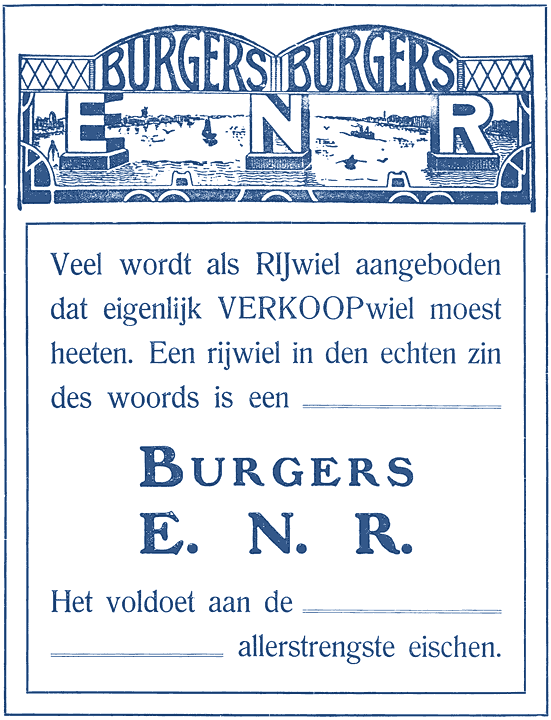 BURGERS BURGERS
E N R
Veel wordt als RIJwiel aangeboden
dat eigenlijk VERKOOPwiel moest
heeten. Een rijwiel in den echten zin
des woords is een
BURGERS
E. N. R.
Het voldoet aan de
allerstrengste eischen.